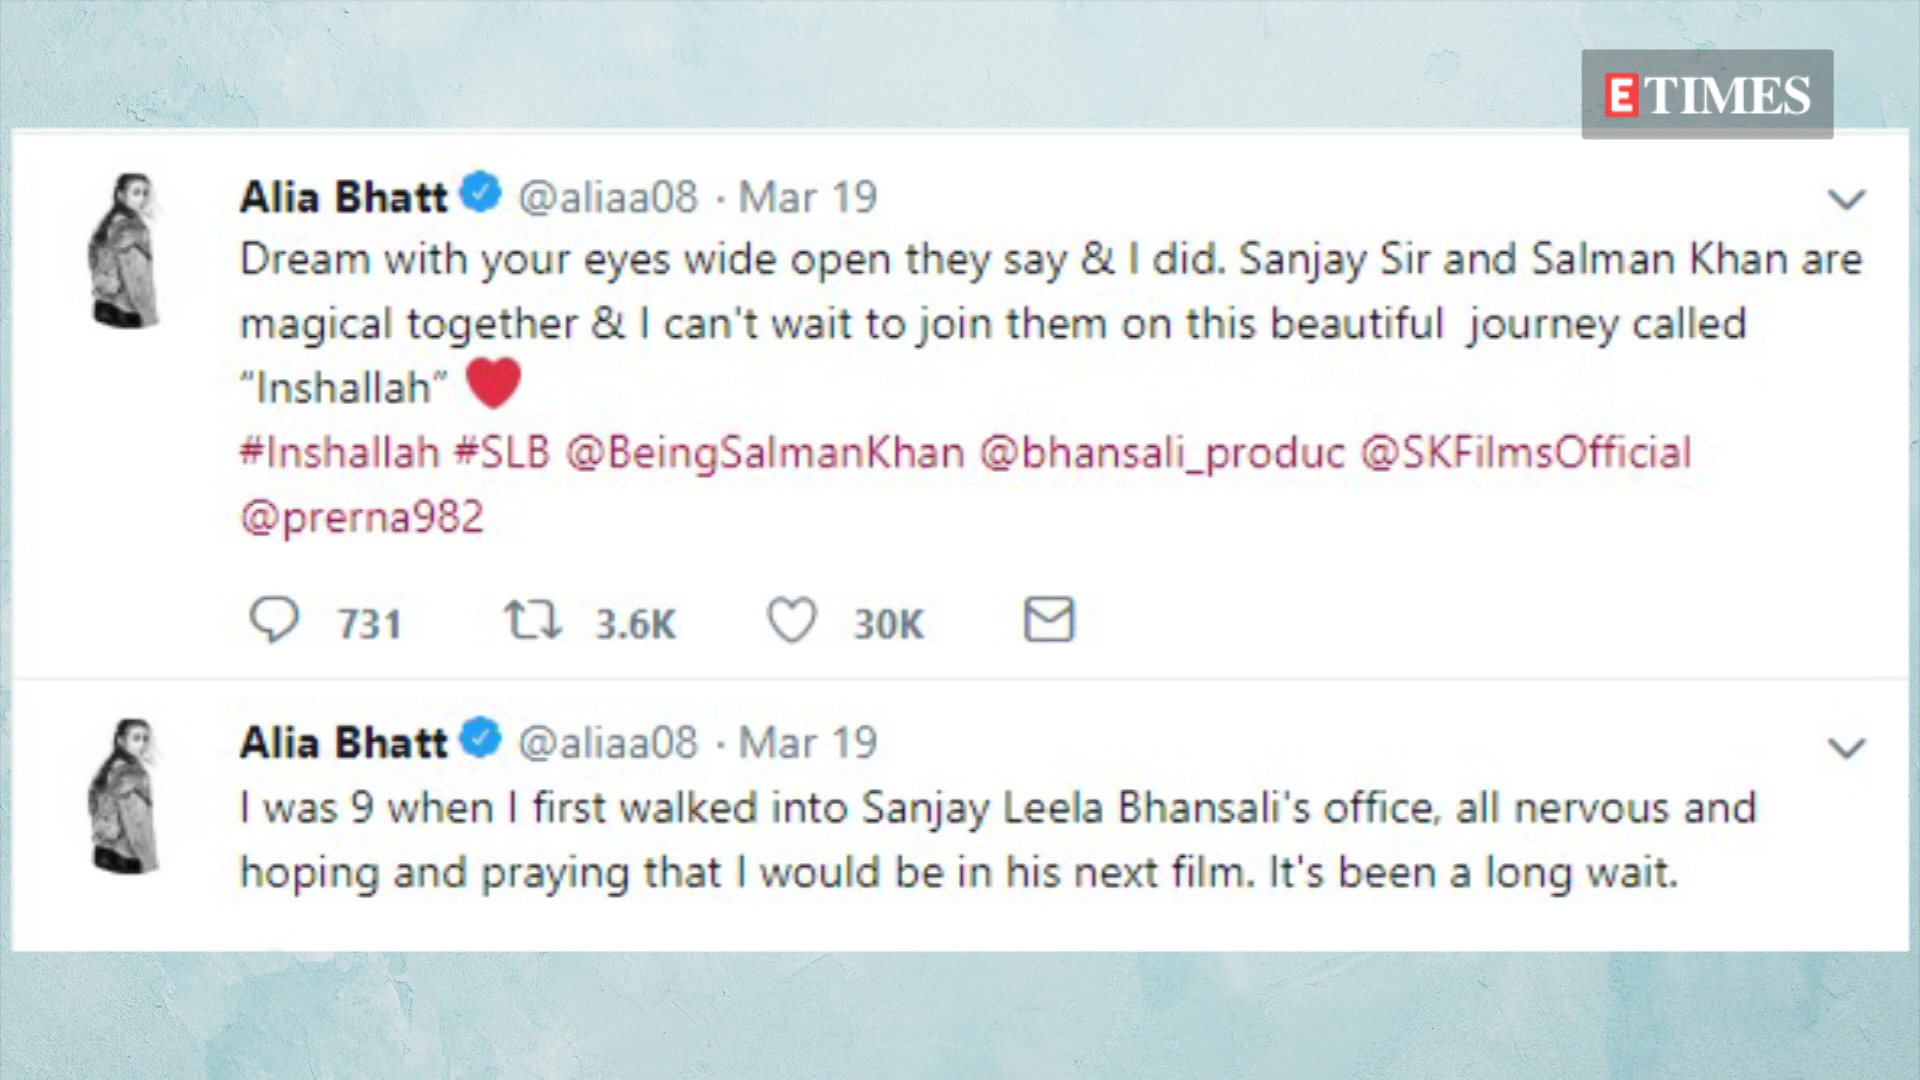 E TIMES
Alia Bhatt @aliaa08 · Mar 19
Dream with your eyes wide open they say & I did. Sanjay Sir and Salman Khan are
magical together & I can't wait to join them on this beautiful journey called
“Inshallah” ❤
#Inshallah #SLB @BeingSalmanKhan @bhansali_produc @SKFilmsOfficial
@prerna982
731 3.6K 30K
Alia Bhatt @aliaa08 · Mar 19
I was 9 when I first walked into Sanjay Leela Bhansali's office, all nervous and
hoping and praying that I would be in his next film. It's been a long wait.